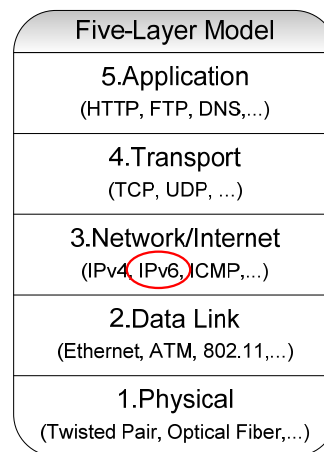 Five-Layer Model
5.Application
(HTTP, FTP, DNS,...)
4.Transport
(TCP, UDP, ...)
3.Network/Internet
(IPv4, IPv6, ICMP,...)
2.Data Link
(Ethernet, ATM, 802.11,...)
1.Physical
(Twisted Pair, Optical Fiber,...)